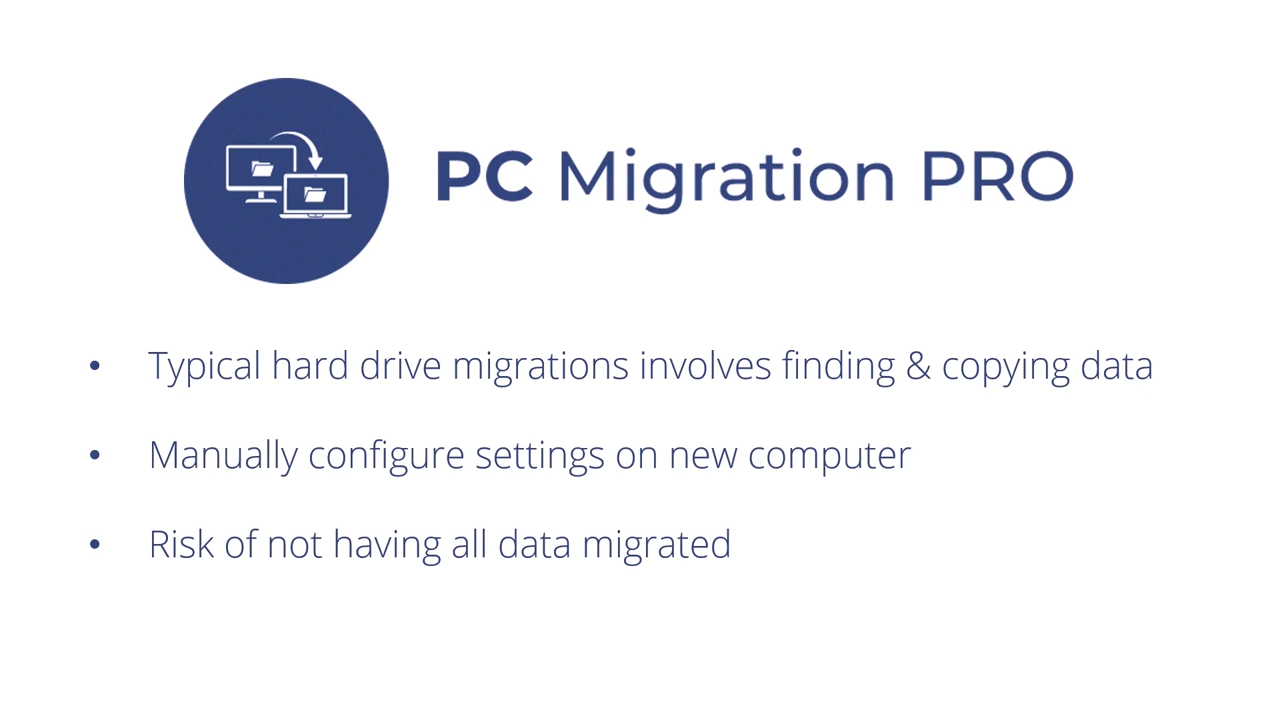 PC Migration PRO
• Typical hard drive migrations involves finding & copying data
• Manually configure settings on new computer
• Risk of not having all data migrated